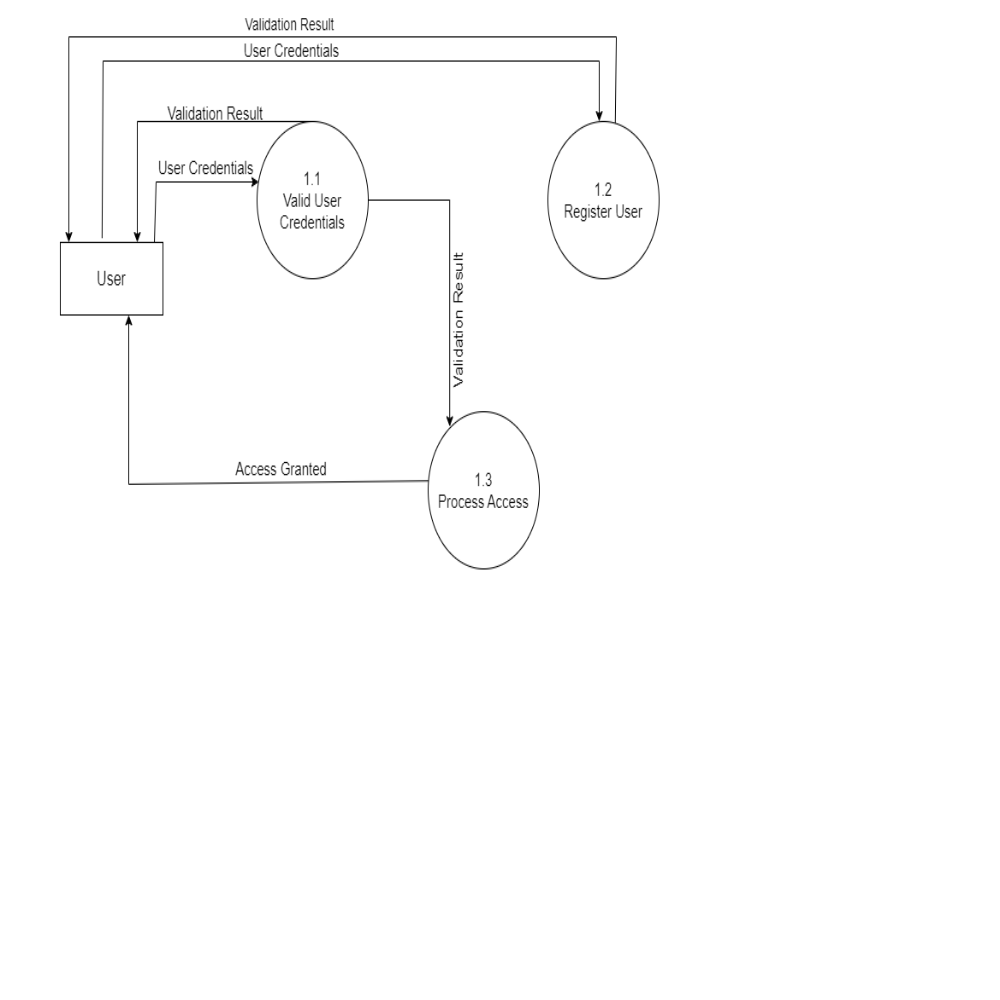 Validation Result
User Credentials
Validation Result
User Credentials
1.1
Valid User
Credentials
1.2
Register User
User
Validation Result
Access Granted
1.3
Process Access